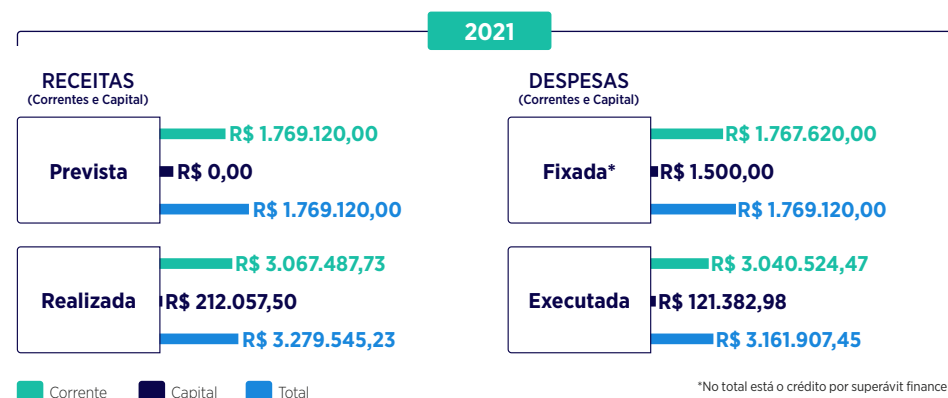 2021
RECEITAS
(Correntes e Capital)
Prevista
R$ 1.769.120,00
R$ 0,00
R$ 1.769.120,00
Realizada
R$ 3.067.487,73
R$ 212.057,50
R$ 3.279.545,23
DESPESAS
(Correntes e Capital)
Fixada*
R$ 1.767.620,00
R$ 1.500,00
R$ 1.769.120,00
Executada
R$ 3.040.524,47
R$ 121.382,98
R$ 3.161.907,45
Corrente Capital Total
*No total está o crédito por superávit finance